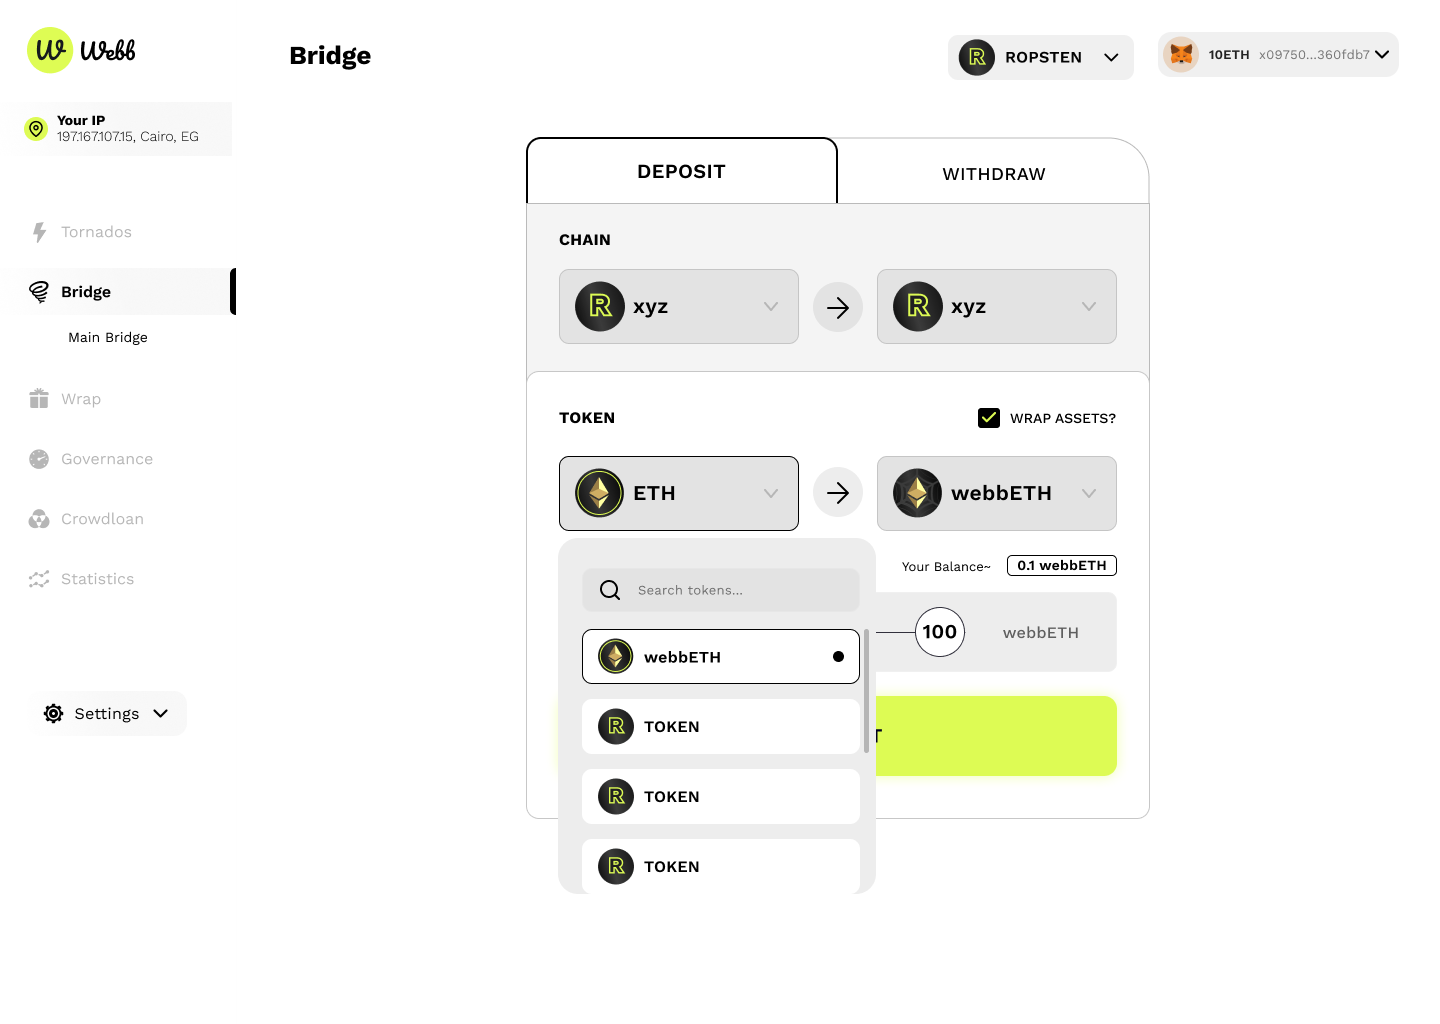 W Webb
Bridge
ROPSTEN
10ETH x09750...360fdb7
Your IP
197.167.107.15, Cairo, EG
DEPOSIT
WITHDRAW
Tornados
Bridge
Main Bridge
Wrap
Governance
Crowdloan
Statistics
Settings
CHAIN
R xyz
R xyz
TOKEN
WRAP ASSETS?
ETH
webbETH
Your Balance~ 0.1 webbETH
Search tokens...
100 webbETH
webbETH
R TOKEN
T
R TOKEN
R TOKEN